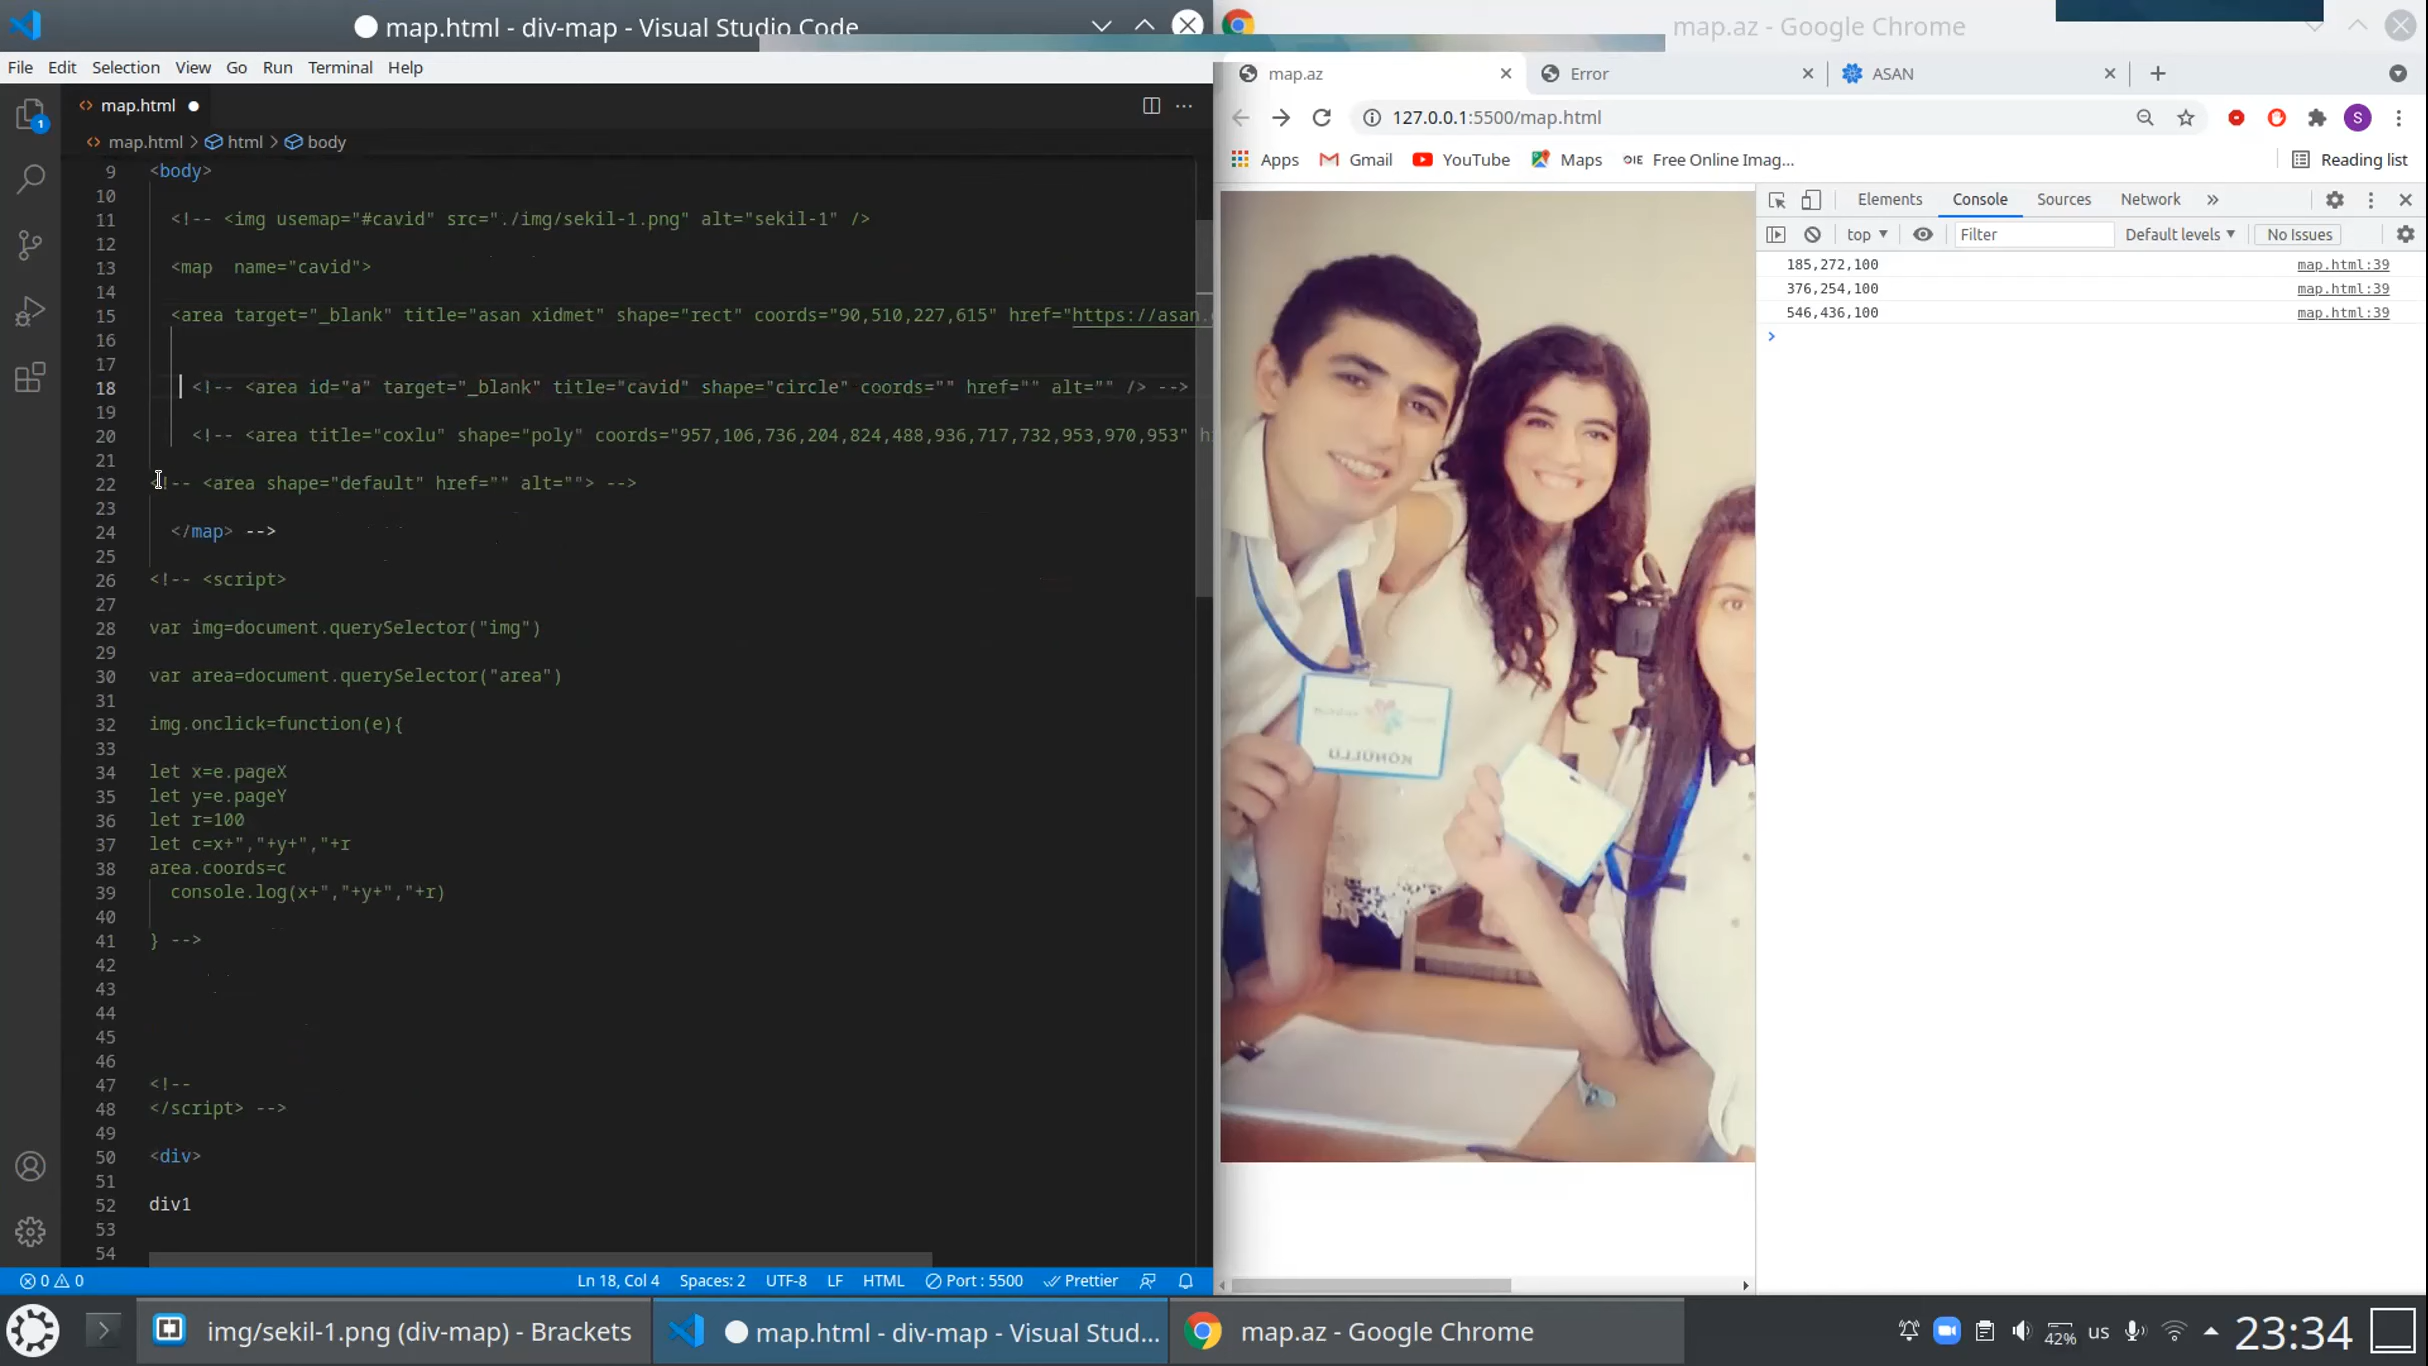 map.html - div-map - Visual Studio Code
File Edit Selection View Go Run Terminal Help
map.html
map.html > html > body
9 <body>
10
11 <!-- <img usemap="#cavid" src="./img/sekil-1.png" alt="sekil-1" />
12
13 <map  name="cavid">
14
15 <area target="_blank" title="asan xidmet" shape="rect" coords="90,510,227,615" href="https://asan.
16
17
18 <!-- <area id="a" target="_blank" title="cavid" shape="circle" coords="" href="" alt="" /> -->
19
20 <!-- <area title="coxlu" shape="poly" coords="957,106,736,204,824,488,936,717,732,953,970,953" h
21
22 <!-- <area shape="default" href="" alt=""> -->
23
24 </map> -->
25
26 <!-- <script>
27
28 var img=document.querySelector("img")
29
30 var area=document.querySelector("area")
31
32 img.onclick=function(e){
33
34 let x=e.pageX
35 let y=e.pageY
36 let r=100
37 let c=x+","+y+","+r
38 area.coords=c
39 console.log(x+","+y+","+r)
40
41 } -->
42
43
44
45
46
47 <!--
48 </script> -->
49
50 <div>
51
52 div1
53
54
0 0 Ln 18, Col 4 Spaces: 2 UTF-8 LF HTML Port : 5500 Prettier
map.az - Google Chrome
map.az Error ASAN
127.0.0.1:5500/map.html S
Apps Gmail YouTube Maps OIE Free Online Imag... Reading list
Elements Console Sources Network »
top Filter Default levels No Issues
185,272,100 map.html:39
376,254,100 map.html:39
546,436,100 map.html:39
KONULLU
img/sekil-1.png (div-map) - Brackets map.html - div-map - Visual Stud... map.az - Google Chrome 42% us 23:34